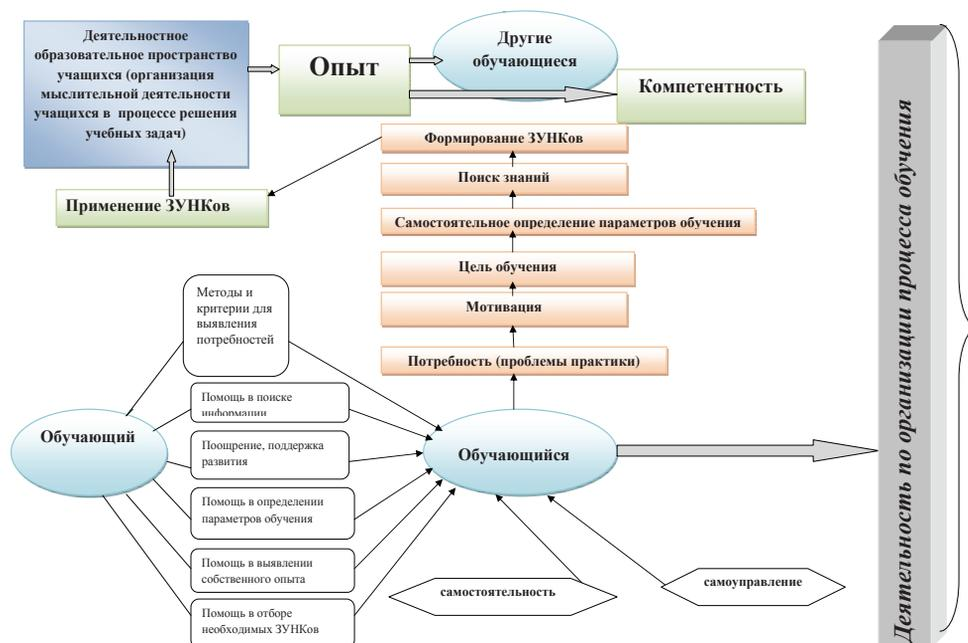 Деятельностное
образовательное пространство
учащихся (организация
мыслительной деятельности
учащихся в процессе решения
учебных задач)
Опыт
Другие
обучающиеся
Компетентность
Формирование ЗУНКов
Поиск знаний
Применение ЗУНКов
Самостоятельное определение параметров обучения
Цель обучения
Мотивация
Потребность (проблемы практики)
Методы и
критерии для
выявления
потребностей
Помощь в поиске
информации
Обучающий
Поощрение, поддержка
развития
Обучающийся
Помощь в определении
параметров обучения
Помощь в выявлении
собственного опыта
Помощь в отборе
необходимых ЗУНКов
самостоятельность
самоуправление
Деятельность по организации процесса обучения